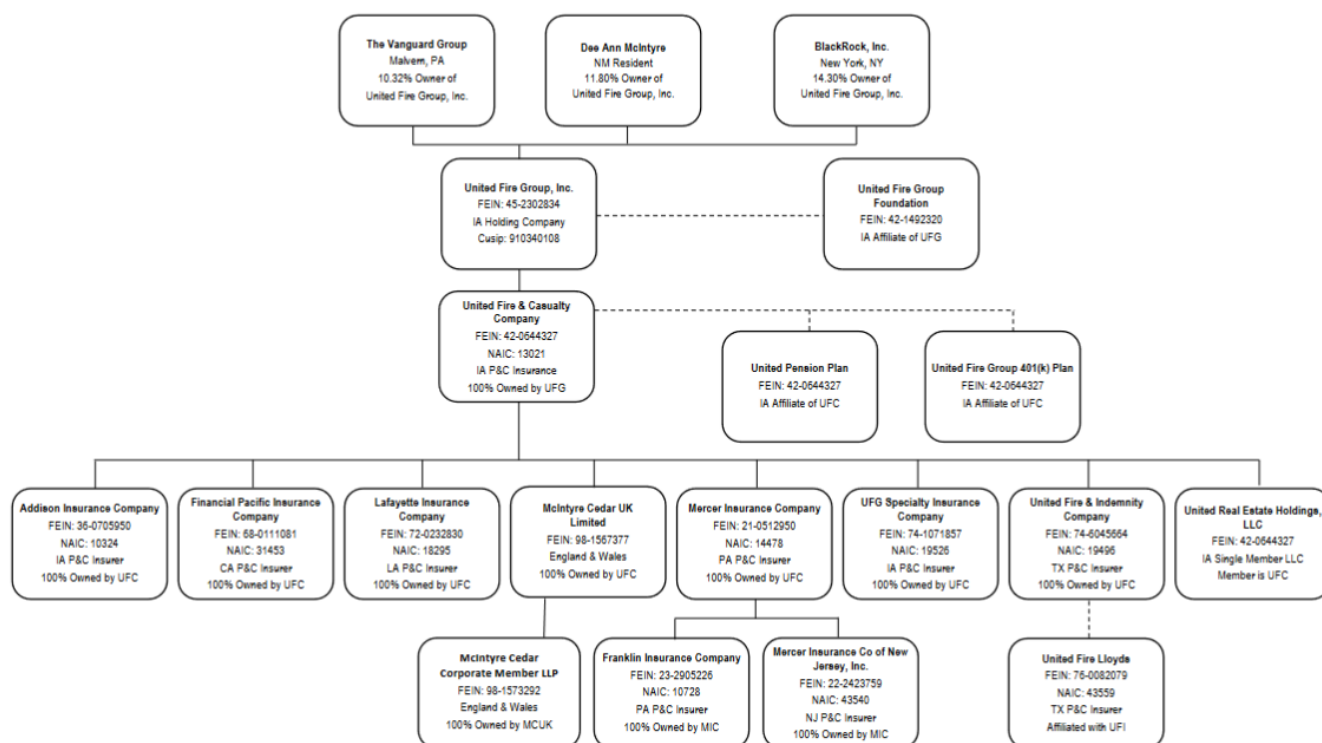 The Vanguard Group
Malvern, PA
10.32% Owner of
United Fire Group, Inc.
Dee Ann McIntyre
NM Resident
11.80% Owner of
United Fire Group, Inc.
BlackRock, Inc.
New York, NY
14.30% Owner of
United Fire Group, Inc.
United Fire Group, Inc.
FEIN: 45-2302834
IA Holding Company
Cusip: 910340108
United Fire Group
Foundation
FEIN: 42-1492320
IA Affiliate of UFG
United Fire & Casualty
Company
FEIN: 42-0644327
NAIC: 13021
IA P&C Insurance
100% Owned by UFG
United Pension Plan
FEIN: 42-0644327
IA Affiliate of UFC
United Fire Group 401(k) Plan
FEIN: 42-0644327
IA Affiliate of UFC
Addison Insurance Company
FEIN: 36-0705950
NAIC: 10324
IA P&C Insurer
100% Owned by UFC
Financial Pacific Insurance
Company
FEIN: 68-0111081
NAIC: 31453
CA P&C Insurer
100% Owned by UFC
Lafayette Insurance
Company
FEIN: 72-0232830
NAIC: 18295
LA P&C Insurer
100% Owned by UFC
McIntyre Cedar UK
Limited
FEIN: 98-1567377
England & Wales
100% Owned by UFC
Mercer Insurance Company
FEIN: 21-0512950
NAIC: 14478
PA P&C Insurer
100% Owned by UFC
UFG Specialty Insurance
Company
FEIN: 74-1071857
NAIC: 19526
IA P&C Insurer
100% Owned by UFC
United Fire & Indemnity
Company
FEIN: 74-6045664
NAIC: 19496
TX P&C Insurer
100% Owned by UFC
United Real Estate Holdings,
LLC
FEIN: 42-0644327
IA Single Member LLC
Member is UFC
McIntyre Cedar
Corporate Member LLP
FEIN: 98-1573292
England & Wales
100% Owned by MCUK
Franklin Insurance Company
FEIN: 23-2905226
NAIC: 10728
PA P&C Insurer
100% Owned by MIC
Mercer Insurance Co of New
Jersey, Inc.
FEIN: 22-2423759
NAIC: 43540
NJ P&C Insurer
100% Owned by MIC
United Fire Lloyds
FEIN: 76-0082079
NAIC: 43559
TX P&C Insurer
Affiliated with UFI